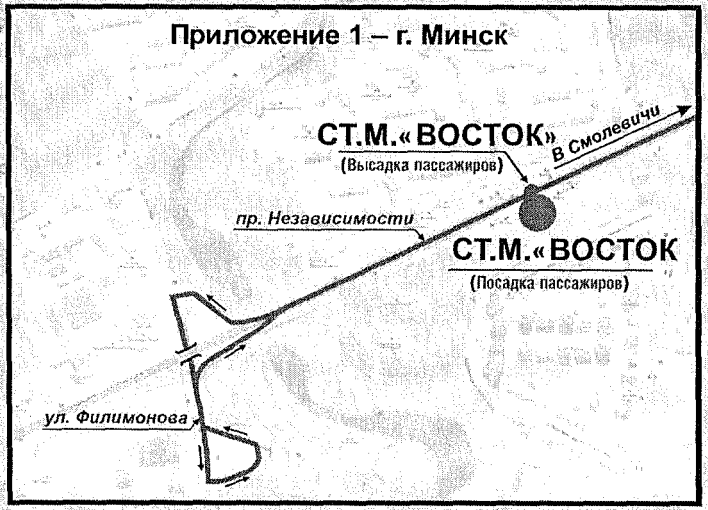 Приложение 1 – г. Минск
СТ.М.«ВОСТОК»
(Высадка пассажиров)
В Смолевичи
пр. Независимости
СТ.М.«ВОСТОК
(Посадка пассажиров)
ул. Филимонова